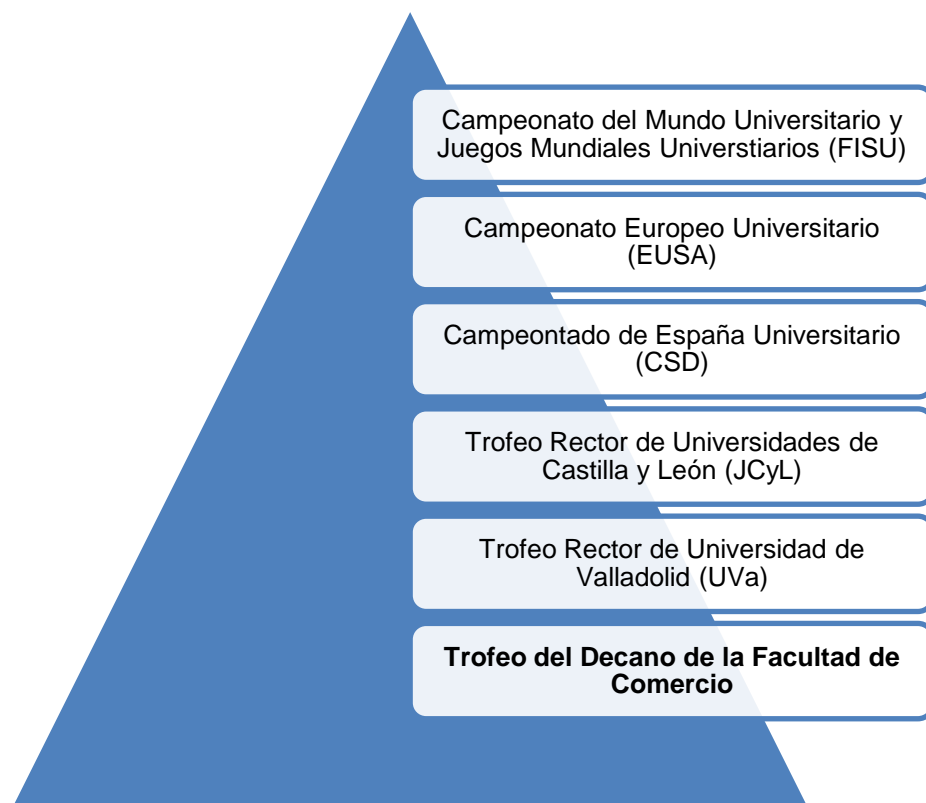 Campeonato del Mundo Universitario y
Juegos Mundiales Universtiarios (FISU)
Campeonato Europeo Universitario
(EUSA)
Campeontado de España Universitario
(CSD)
Trofeo Rector de Universidades de
Castilla y León (JCyL)
Trofeo Rector de Universidad de
Valladolid (UVa)
Trofeo del Decano de la Facultad de
Comercio